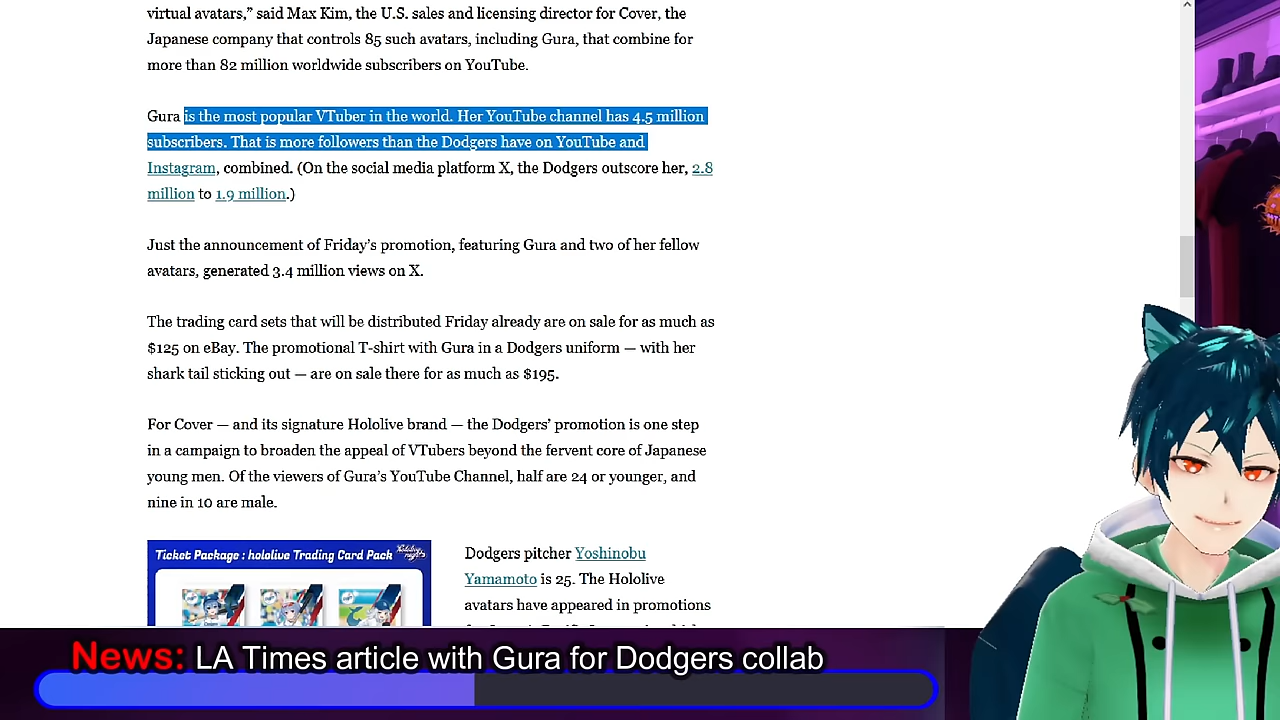 virtual avatars,” said Max Kim, the U.S. sales and licensing director for Cover, the
Japanese company that controls 85 such avatars, including Gura, that combine for
more than 82 million worldwide subscribers on YouTube.
Gura is the most popular VTuber in the world. Her YouTube channel has 4.5 million
subscribers. That is more followers than the Dodgers have on YouTube and
Instagram, combined. (On the social media platform X, the Dodgers outscore her, 2.8
million to 1.9 million.)
Just the announcement of Friday’s promotion, featuring Gura and two of her fellow
avatars, generated 3.4 million views on X.
The trading card sets that will be distributed Friday already are on sale for as much as
$125 on eBay. The promotional T-shirt with Gura in a Dodgers uniform — with her
shark tail sticking out — are on sale there for as much as $195.
For Cover — and its signature Hololive brand — the Dodgers’ promotion is one step
in a campaign to broaden the appeal of VTubers beyond the fervent core of Japanese
young men. Of the viewers of Gura’s YouTube Channel, half are 24 or younger, and
nine in 10 are male.
Ticket Package : hololive Trading Card Pack
Dodgers pitcher Yoshinobu
Yamamoto is 25. The Hololive
avatars have appeared in promotions
News: LA Times article with Gura for Dodgers collab